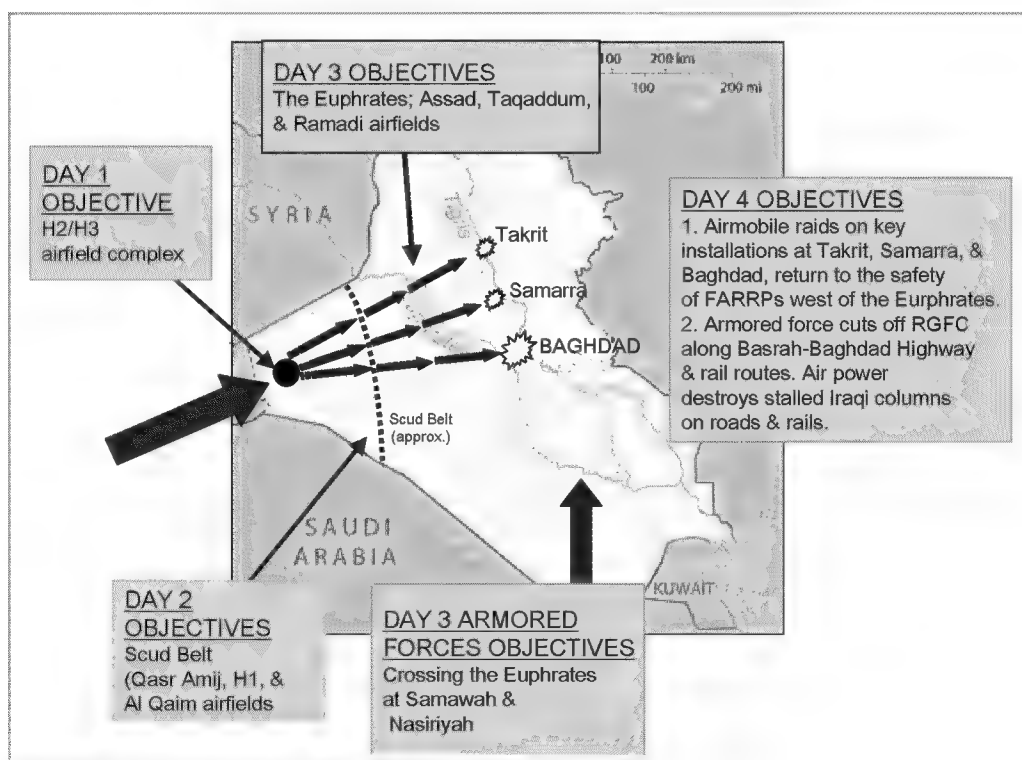 DAY 3 OBJECTIVES
The Euphrates; Assad, Taqaddum,
& Ramadi airfields
100 200 km
100 200 mi
DAY 1
OBJECTIVE
H2/H3
airfield complex
SYRIA
Tigris
Takrit
Samarra
BAGHDAD
DAY 4 OBJECTIVES
1. Airmobile raids on key
installations at Takrit, Samarra, &
Baghdad, return to the safety
of FARRPs west of the Eurphrates.
2. Armored force cuts off RGFC
along Basrah-Baghdad Highway
& rail routes. Air power
destroys stalled Iraqi columns
on roads & rails.
Scud Belt
(approx.)
SAUDI
ARABIA
KUWAIT
DAY 2
OBJECTIVES
Scud Belt
(Qasr Amij, H1, &
Al Qaim airfields
DAY 3 ARMORED
FORCES OBJECTIVES
Crossing the Euphrates
at Samawah &
Nasiriyah